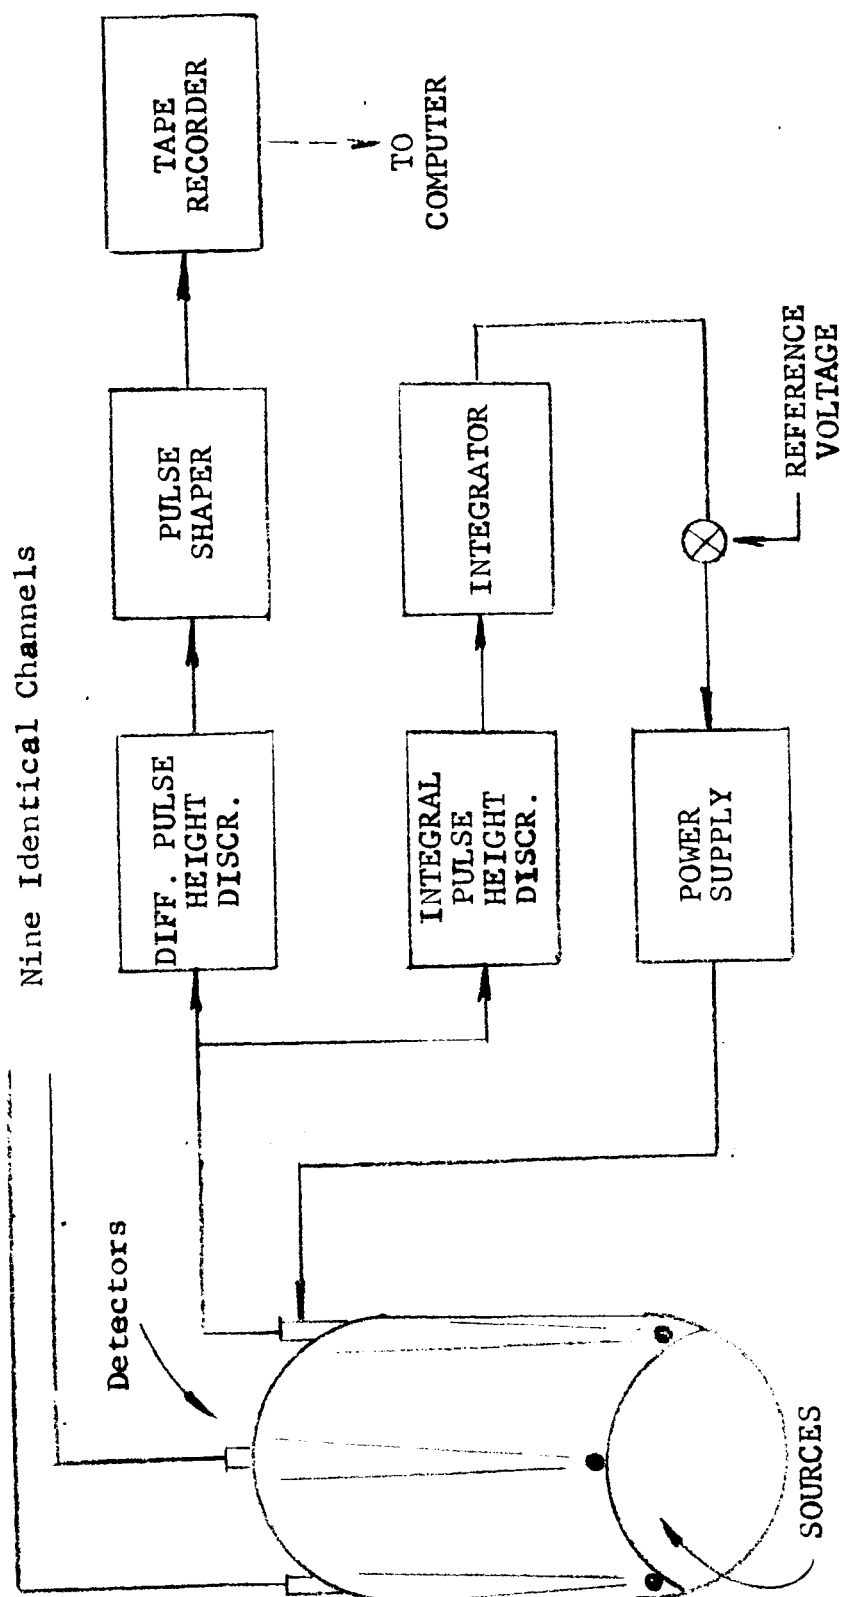 Nine Identical Channels
Detectors
DIFF. PULSE
HEIGHT
DISCR.
PULSE
SHAPER
TAPE
RECORDER
TO
COMPUTER
INTEGRAL
PULSE
HEIGHT
DISCR.
INTEGRATOR
POWER
SUPPLY
REFERENCE
VOLTAGE
SOURCES